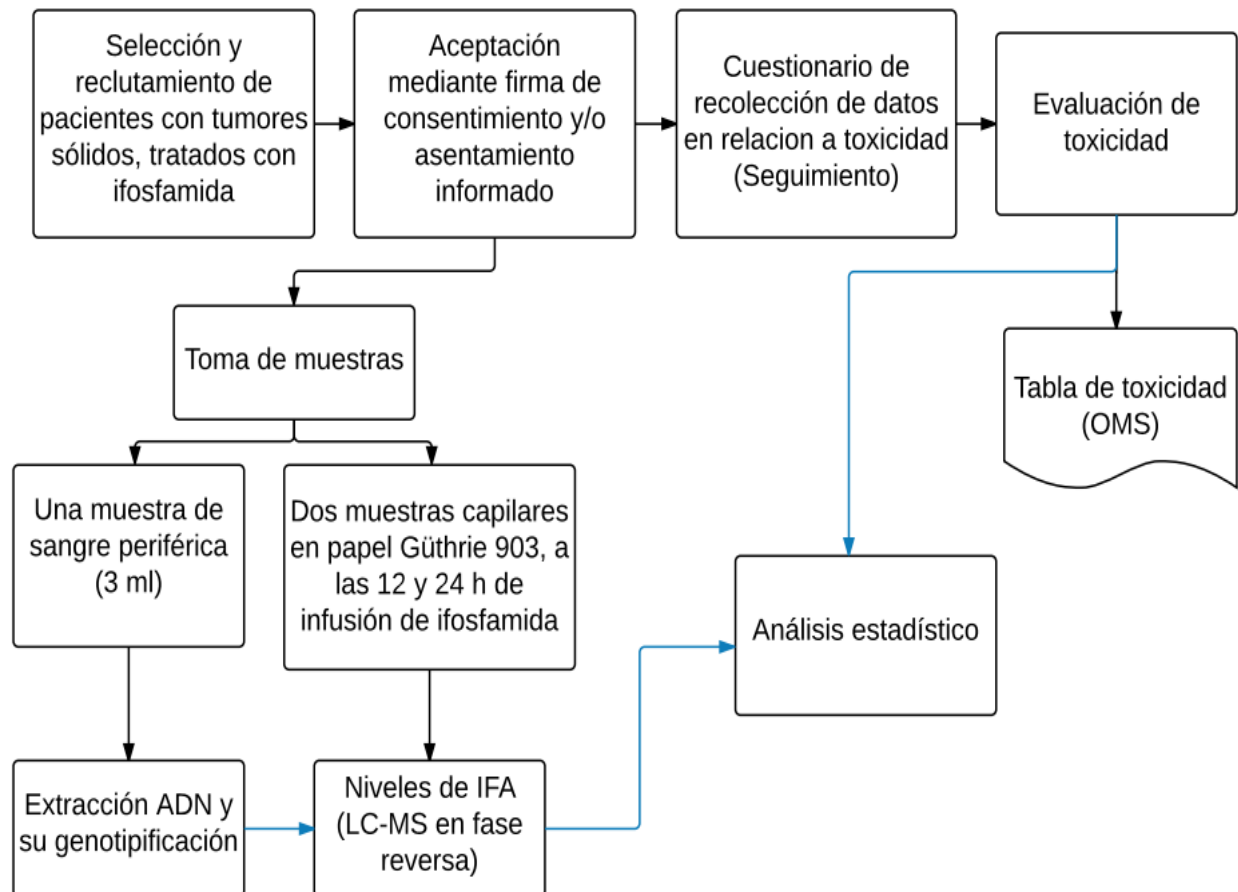 Selección y
reclutamiento de
pacientes con tumores
sólidos, tratados con
ifosfamida
Aceptación
mediante firma de
consentimiento y/o
asentamiento
informado
Cuestionario de
recolección de datos
en relacion a toxicidad
(Seguimiento)
Evaluación de
toxicidad
Toma de muestras
Tabla de toxicidad
(OMS)
Una muestra de
sangre periférica
(3 ml)
Dos muestras capilares
en papel Güthrie 903, a
las 12 y 24 h de
infusión de ifosfamida
Análisis estadístico
Extracción ADN y
su genotipificación
Niveles de IFA
(LC-MS en fase
reversa)